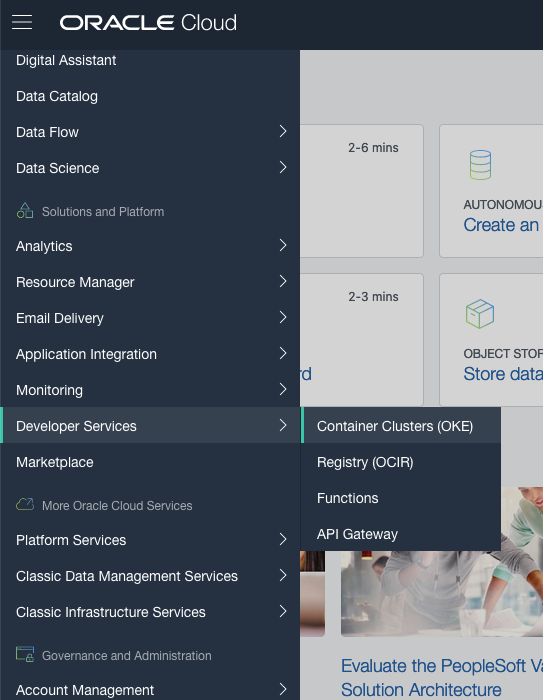 ORACLE Cloud
Digital Assistant
Data Catalog
Data Flow
Data Science
Solutions and Platform
Analytics
Resource Manager
Email Delivery
Application Integration
Monitoring
Developer Services
Marketplace
More Oracle Cloud Services
Platform Services
Classic Data Management Services
Classic Infrastructure Services
Governance and Administration
Account Management
Container Clusters (OKE)
Registry (OCIR)
Functions
API Gateway
2-6 mins
AUTONOMOU
Create an
2-3 mins
rd
OBJECT STOR
Store data
Evaluate the PeopleSoft Va
Solution Architecture